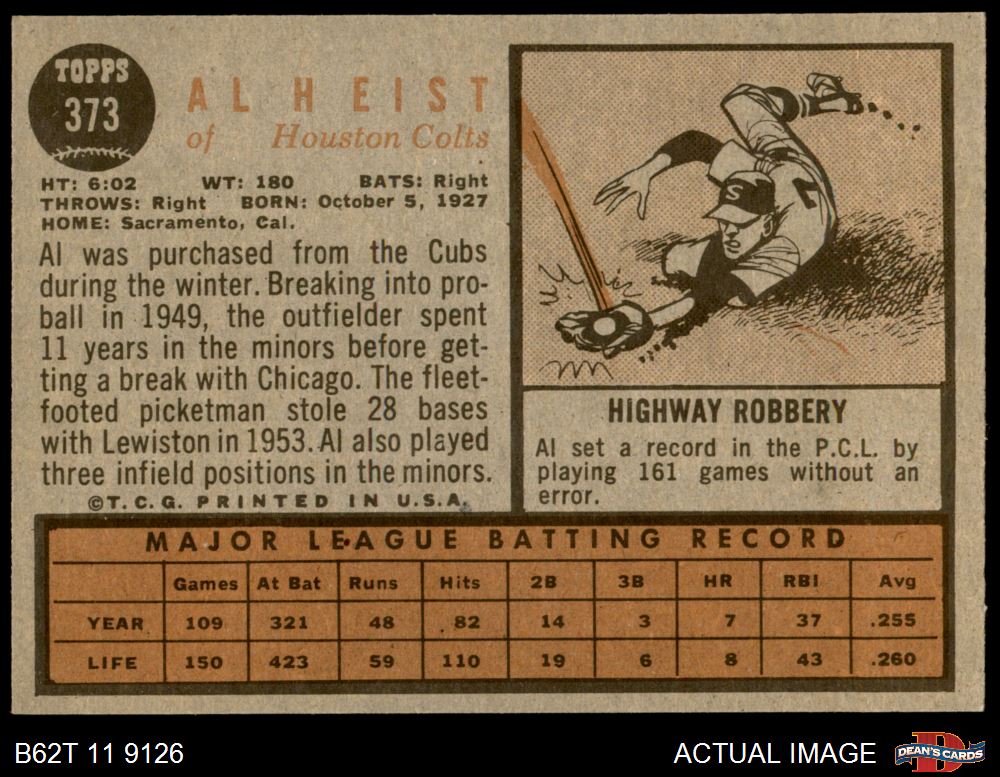 TOPPS
373
AL HEIST
of Houston Colts
HT: 6:02 WT: 180 BATS: Right
THROWS: Right BORN: October 5, 1927
HOME: Sacramento, Cal.
Al was purchased from the Cubs
during the winter. Breaking into pro-
ball in 1949, the outfielder spent
11 years in the minors before get-
ting a break with Chicago. The fleet-
footed picketman stole 28 bases
with Lewiston in 1953. Al also played
three infield positions in the minors.
©T.C.G. PRINTED IN U.S.A.
S
HIGHWAY ROBBERY
Al set a record in the P.C.L. by
playing 161 games without an
error.
MAJOR LEAGUE BATTING RECORD
Games At Bat Runs Hits 2B 3B HR RBI Avg
YEAR 109 321 48 82 14 3 7 37 .255
LIFE 150 423 59 110 19 6 8 43 .260
B62T 11 9126
ACTUAL IMAGE
D
DEAN'S CARDS